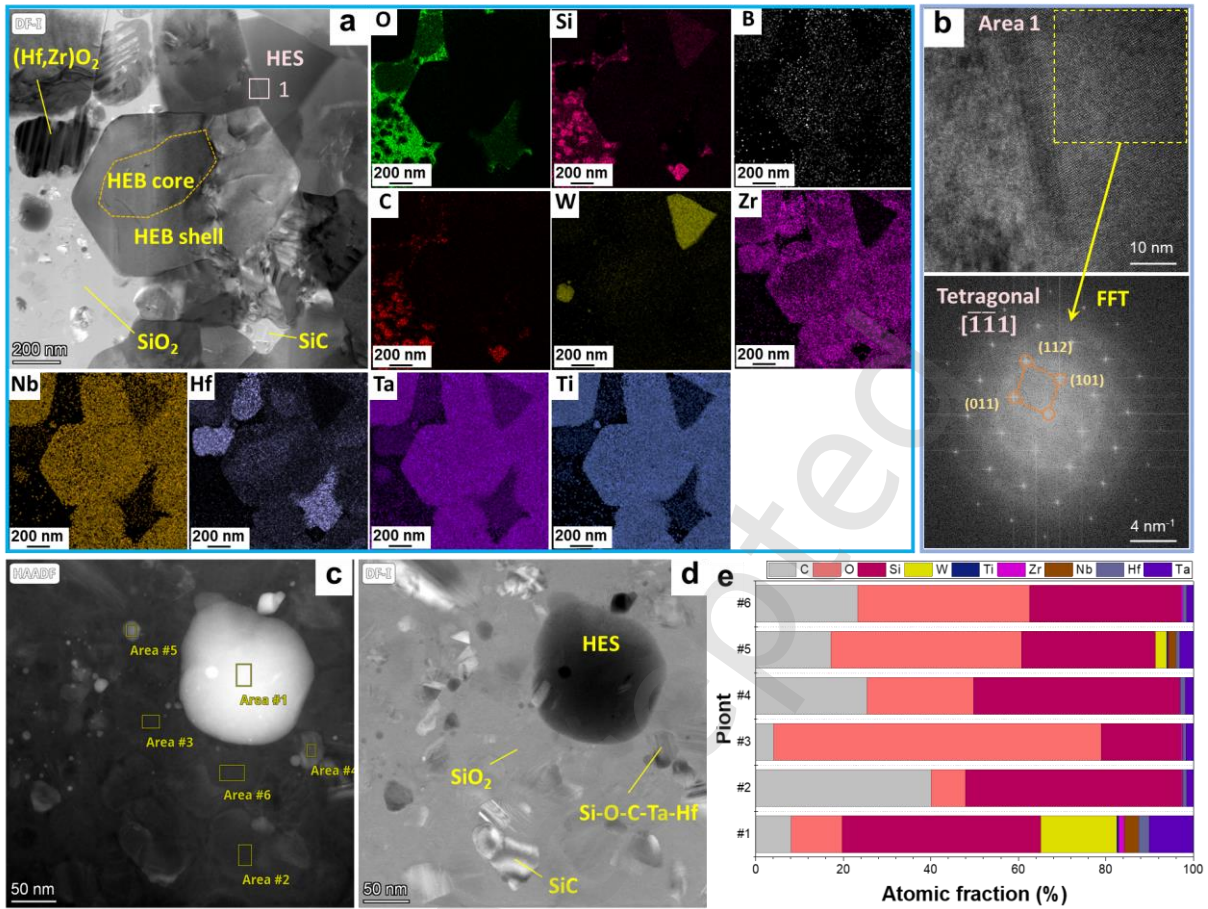 DF-I
a
(Hf,Zr)O₂
HES
1
HEB core
HEB shell
SiO₂
SiC
200 nm
O
200 nm
Si
200 nm
B
200 nm
C
200 nm
W
200 nm
Zr
200 nm
Nb
200 nm
Hf
200 nm
Ta
200 nm
Ti
200 nm
b
Area 1
10 nm
Tetragonal
[1̅1̅1]
FFT
(112)
(101)
(011)
4 nm⁻¹
HAADF
c
Area #5
Area #1
Area #3
Area #4
Area #6
Area #2
50 nm
DF-I
d
HES
SiO₂
Si-O-C-Ta-Hf
SiC
50 nm
e
C O Si W Ti Zr Nb Hf Ta
Piont
#6
#5
#4
#3
#2
#1
0 20 40 60 80 100
Atomic fraction (%)
epted